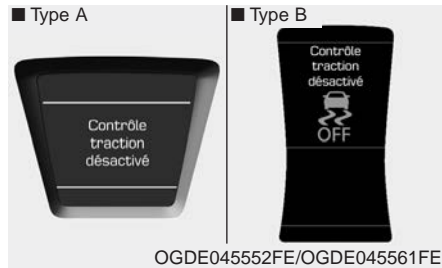 ■ Type A
Contrôle
traction
désactivé
■ Type B
Contrôle
traction
désactivé
OFF
OGDE045552FE/OGDE045561FE